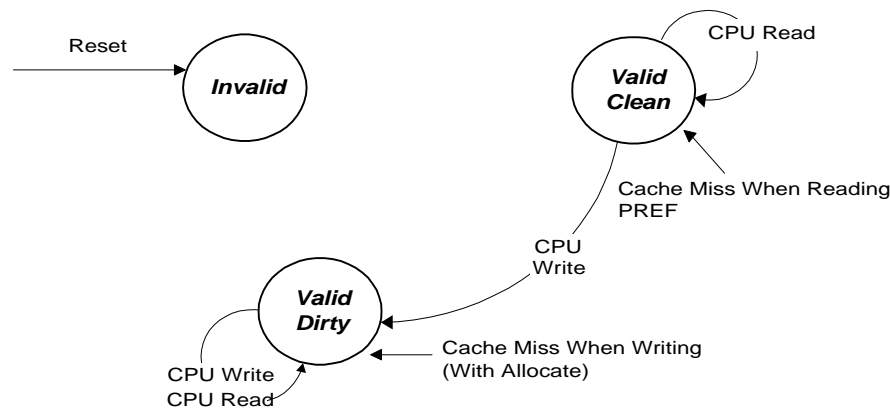 Reset
Invalid
CPU Read
Valid
Clean
Cache Miss When Reading
PREF
CPU
Write
Valid
Dirty
Cache Miss When Writing
(With Allocate)
CPU Write
CPU Read